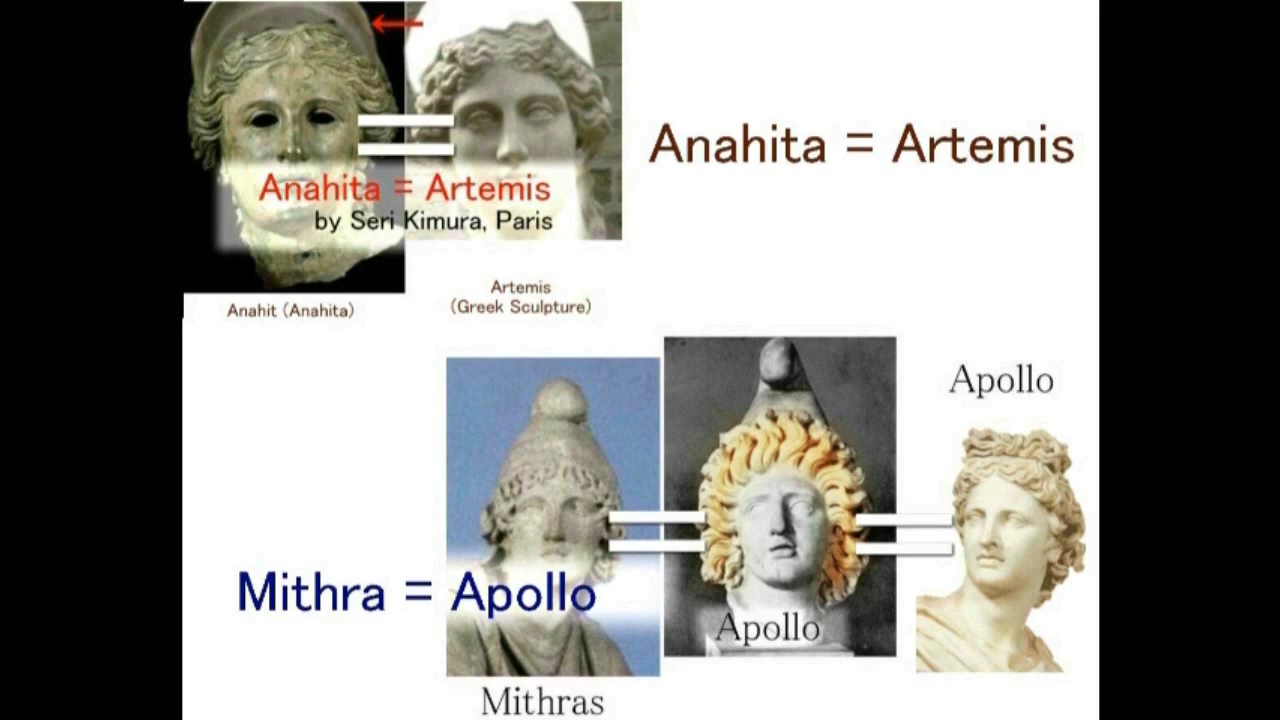 Anahita = Artemis
Anahita = Artemis
by Seri Kimura, Paris
Artemis
(Greek Sculpture)
Anahit (Anahita)
Apollo
Mithra = Apollo
Apollo
Mithras